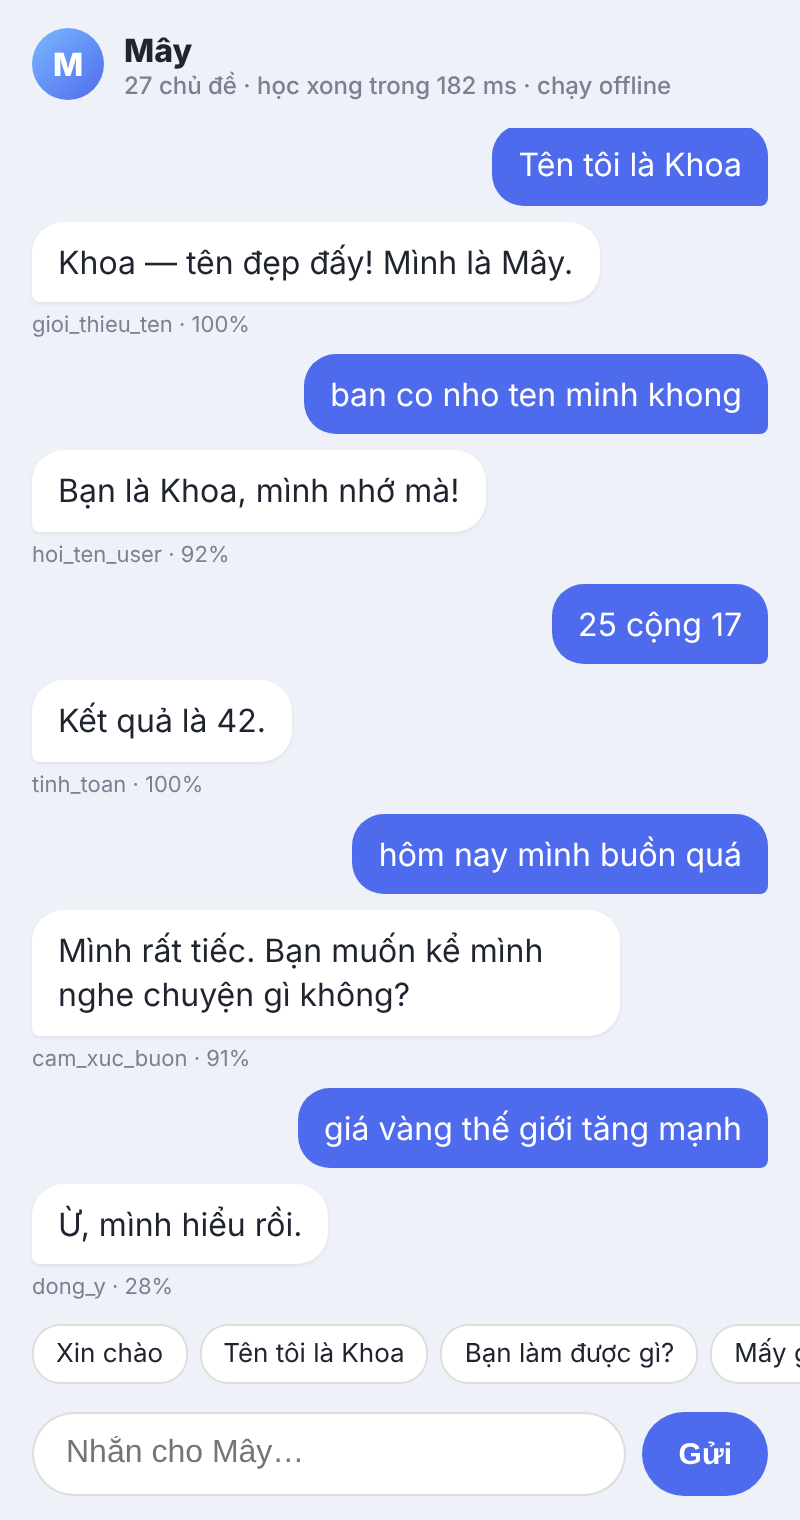 M
Mây
27 chủ đề · học xong trong 182 ms · chạy offline
Tên tôi là Khoa
Khoa — tên đẹp đấy! Mình là Mây.
gioi_thieu_ten · 100%
ban co nho ten minh khong
Bạn là Khoa, mình nhớ mà!
hoi_ten_user · 92%
25 cộng 17
Kết quả là 42.
tinh_toan · 100%
hôm nay mình buồn quá
Mình rất tiếc. Bạn muốn kể mình
nghe chuyện gì không?
cam_xuc_buon · 91%
giá vàng thế giới tăng mạnh
Ừ, mình hiểu rồi.
dong_y · 28%
Xin chào
Tên tôi là Khoa
Bạn làm được gì?
Mấy
Nhắn cho Mây…
Gửi